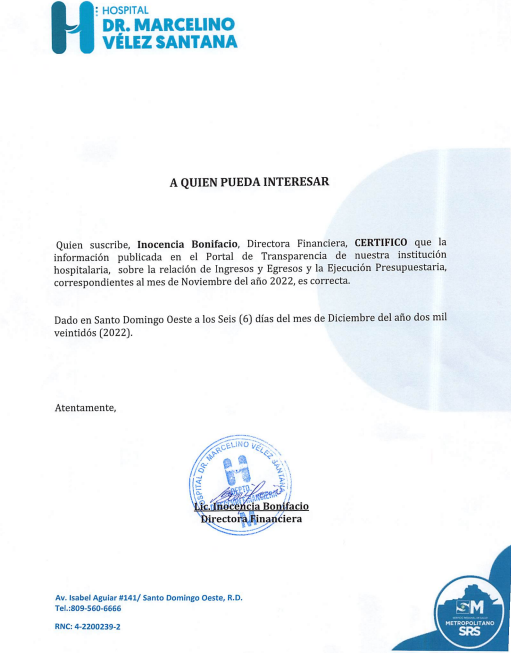 HOSPITAL
DR. MARCELINO
VÉLEZ SANTANA
A QUIEN PUEDA INTERESAR
Quien suscribe, Inocencia Bonifacio, Directora Financiera, CERTIFICO que la
información publicada en el Portal de Transparencia de nuestra institución
hospitalaria, sobre la relación de Ingresos y Egresos y la Ejecución Presupuestaria,
correspondientes al mes de Noviembre del año 2022, es correcta.
Dado en Santo Domingo Oeste a los Seis (6) días del mes de Diciembre del año dos mil
veintidós (2022).
Atentamente,
HOSPITAL DR. MARCELINO VELEZ SANTANA
DEPTO.
Lic. Inocencia Bonifacio
Directora Financiera
Av. Isabel Aguiar #141/ Santo Domingo Oeste, R.D.
Tel.:809-560-6666
RNC: 4-2200239-2
SM
METROPOLITANO
SRS